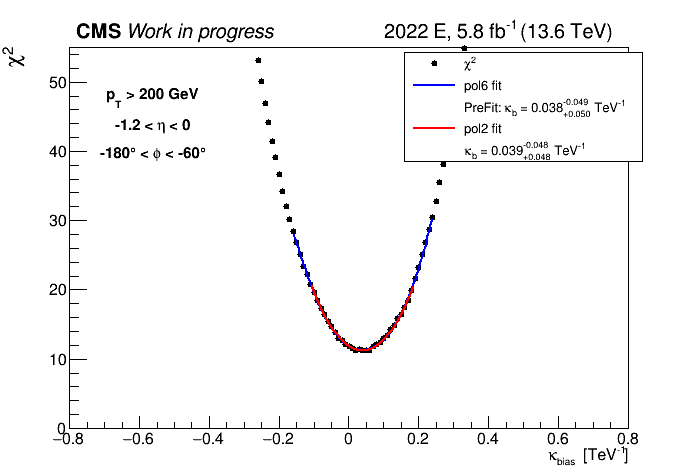 CMS Work in progress 2022 E, 5.8 fb⁻¹ (13.6 TeV)
χ²
χ²
pol6 fit
PreFit: κ_b = 0.038 -0.049 +0.050 TeV⁻¹
pol2 fit
κ_b = 0.039 -0.048 +0.048 TeV⁻¹
p_T > 200 GeV
-1.2 < η < 0
-180° < ϕ < -60°
50
40
30
20
10
0
−0.8 −0.6 −0.4 −0.2 0 0.2 0.4 0.6 0.8
κ_bias [TeV⁻¹]